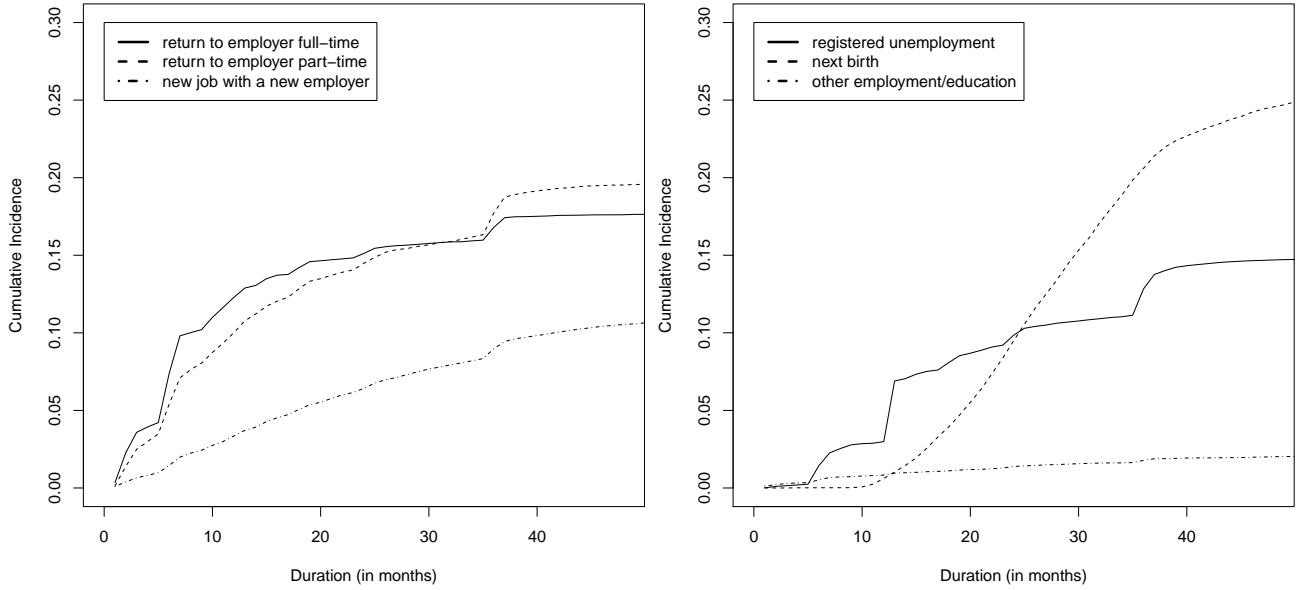 0.30
0.25
0.20
0.15
0.10
0.05
0.00
Cumulative Incidence
return to employer full−time
return to employer part−time
new job with a new employer
0 10 20 30 40
Duration (in months)
0.30
0.25
0.20
0.15
0.10
0.05
0.00
Cumulative Incidence
registered unemployment
next birth
other employment/education
0 10 20 30 40
Duration (in months)